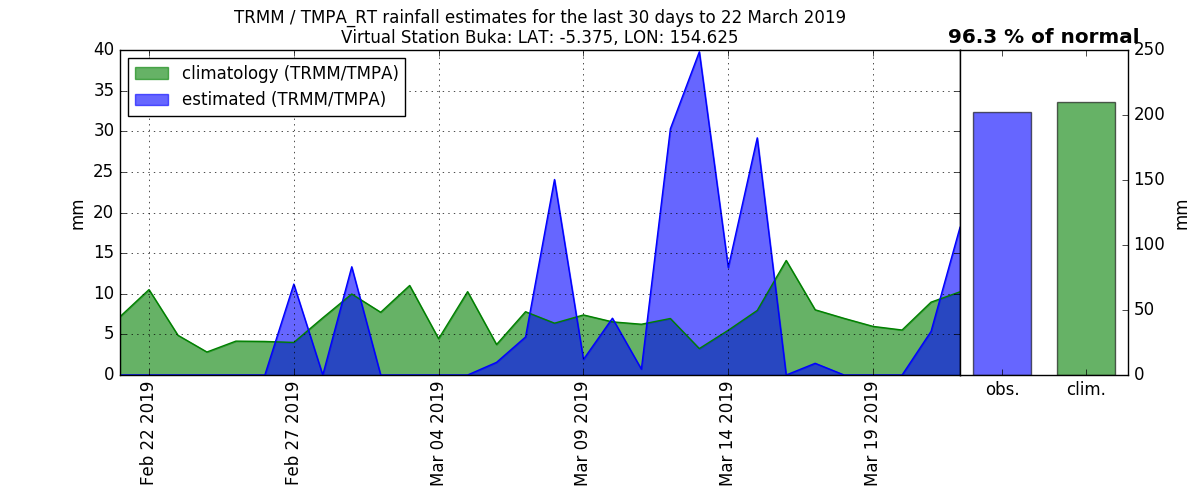 TRMM / TMPA_RT rainfall estimates for the last 30 days to 22 March 2019
Virtual Station Buka: LAT: -5.375, LON: 154.625
96.3 % of normal
climatology (TRMM/TMPA)
estimated (TRMM/TMPA)
mm
40
35
30
25
20
15
10
5
0
Feb 22 2019
Feb 27 2019
Mar 04 2019
Mar 09 2019
Mar 14 2019
Mar 19 2019
obs.
clim.
250
200
150
100
50
0
mm